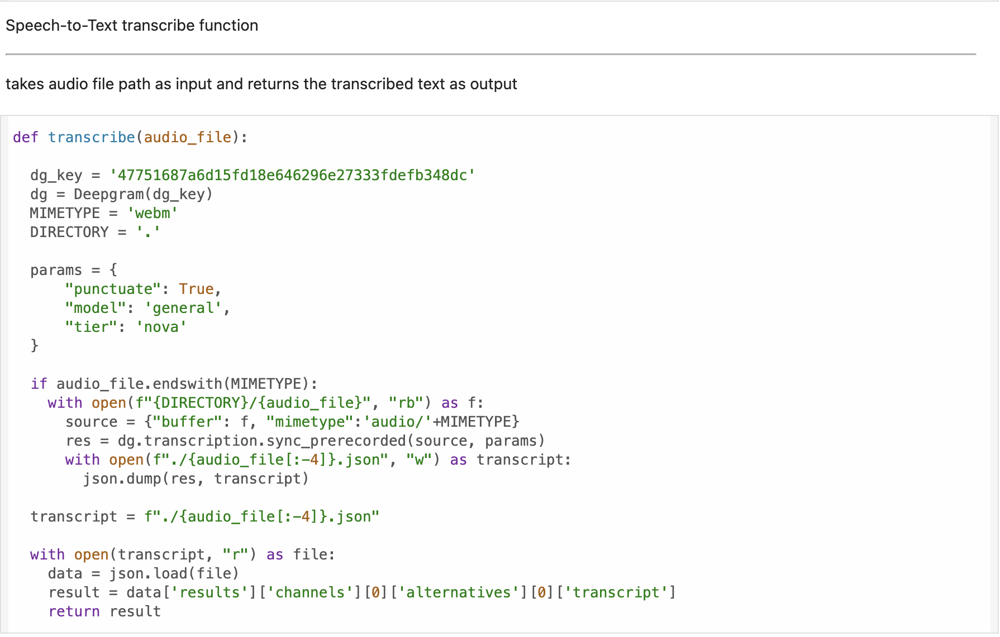 Speech-to-Text transcribe function
takes audio file path as input and returns the transcribed text as output
def transcribe(audio_file):
dg_key = '47751687a6d15fd18e646296e27333fdefb348dc'
dg = Deepgram(dg_key)
MIMETYPE = 'webm'
DIRECTORY = '.'
params = {
"punctuate": True,
"model": 'general',
"tier": 'nova'
}
if audio_file.endswith(MIMETYPE):
with open(f"{DIRECTORY}/{audio_file}", "rb") as f:
source = {"buffer": f, "mimetype":'audio/'+MIMETYPE}
res = dg.transcription.sync_prerecorded(source, params)
with open(f"./{audio_file[:-4]}.json", "w") as transcript:
json.dump(res, transcript)
transcript = f"./{audio_file[:-4]}.json"
with open(transcript, "r") as file:
data = json.load(file)
result = data['results']['channels'][0]['alternatives'][0]['transcript']
return result